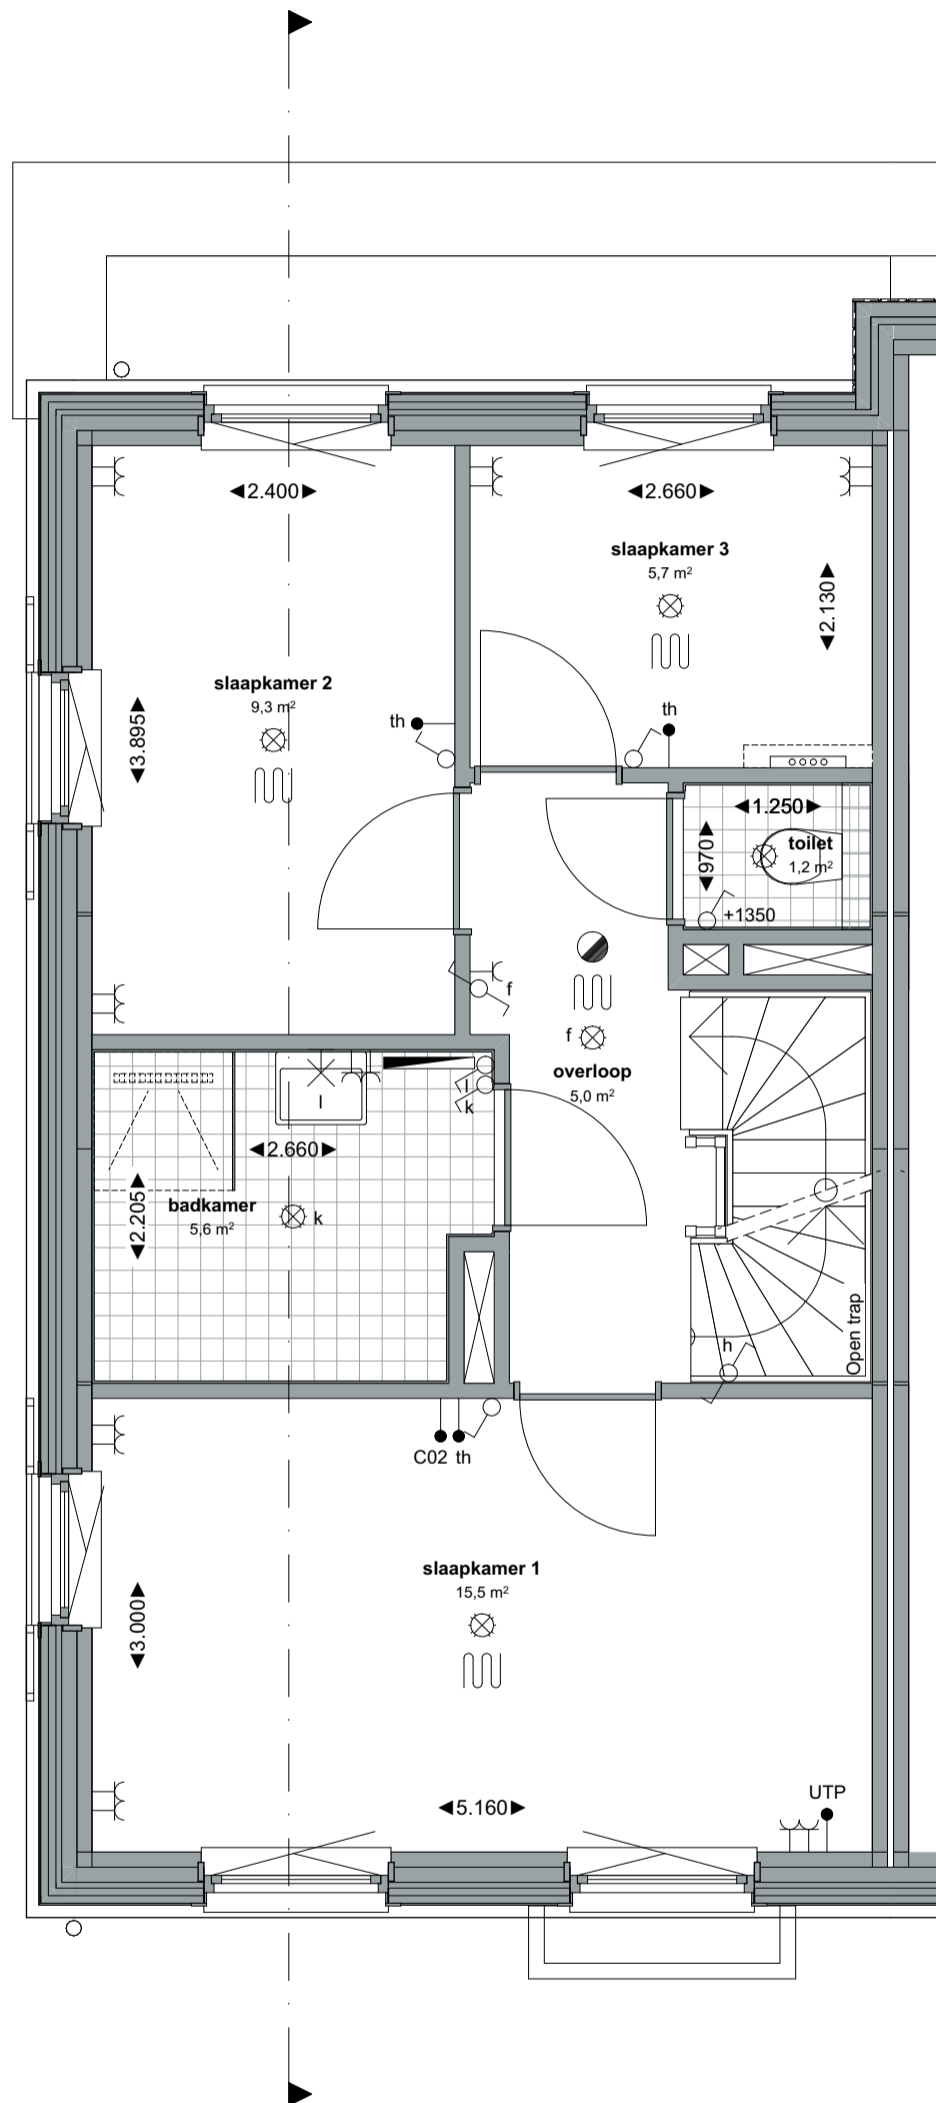 2.400
2.660
slaapkamer 3
5,7 m²
2.130
slaapkamer 2
9,3 m²
th
th
3.895
1.250
toilet
1,2 m²
970
+1350
f
f
overloop
5,0 m²
l
l
k
2.660
2.205
badkamer
5,6 m²
k
h
Open trap
C02 th
slaapkamer 1
15,5 m²
3.000
5.160
UTP